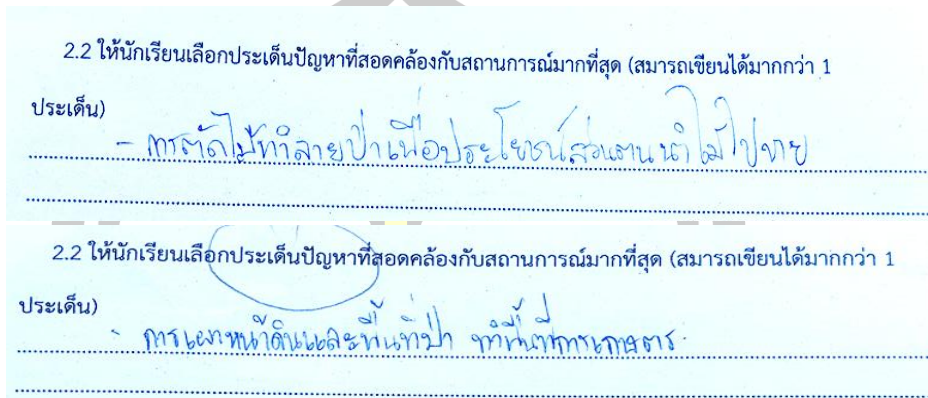 2.2 ให้นักเรียนเลือกประเด็นปัญหาที่สอดคล้องกับสถานการณ์มากที่สุด (สมารถเขียนได้มากกว่า 1
ประเด็น)
- การตัดไม้ทำลายป่าเพื่อประโยชน์ส่วนตนนำไม้ไปขาย
2.2 ให้นักเรียนเลือกประเด็นปัญหาที่สอดคล้องกับสถานการณ์มากที่สุด (สมารถเขียนได้มากกว่า 1
ประเด็น)
- การเผาหน้าดินและพื้นที่ป่า ทำพื้นที่การเกษตร